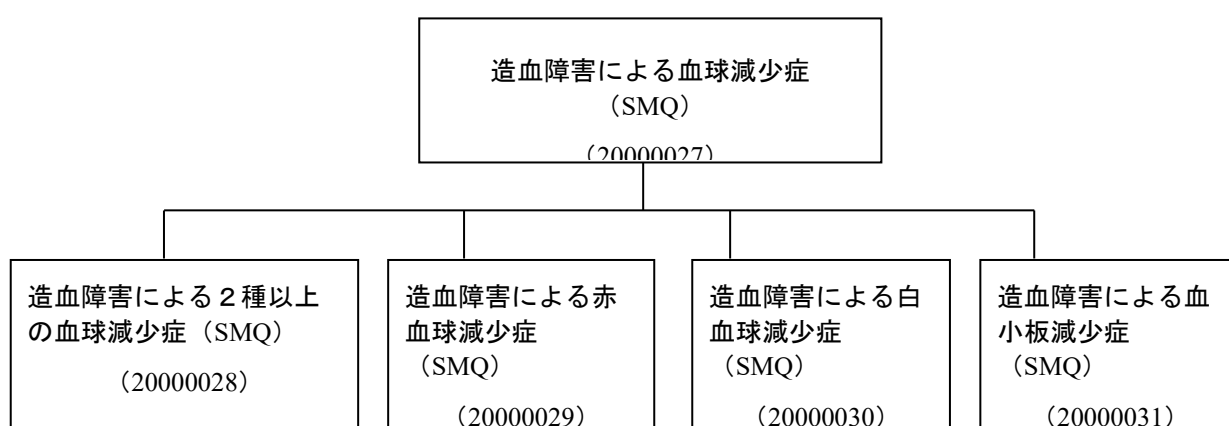 造血障害による血球減少症
（SMQ）
（20000027）
造血障害による２種以上
の血球減少症（SMQ）
（20000028）
造血障害による赤
血球減少症
（SMQ）
（20000029）
造血障害による白
血球減少症
（SMQ）
（20000030）
造血障害による血
小板減少症
（SMQ）
（20000031）